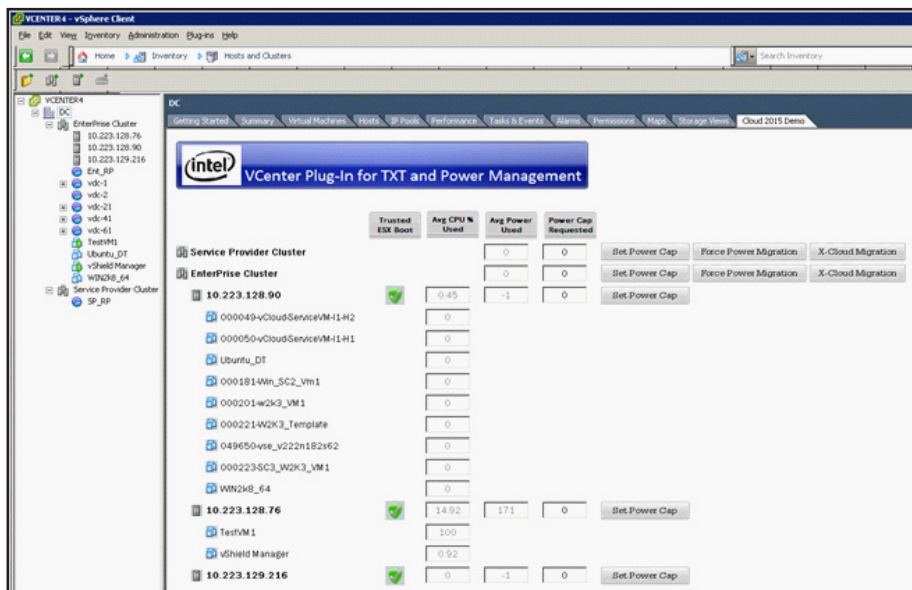 VCENTER4 - vSphere Client
File Edit View Inventory Administration Plug-ins Help
Home Inventory Hosts and Clusters Search Inventory
VCENTER4
DC
EnterPrise Cluster
10.223.128.76
10.223.128.90
10.223.129.216
Ent_RP
vdc-1
vdc-2
vdc-21
vdc-41
vdc-61
TestVM1
Ubuntu_DT
vShield Manager
WIN2k8_64
Service Provider Cluster
SP_RP
DC
Getting Started Summary Virtual Machines Hosts IP Pools Performance Tasks & Events Alarms Permissions Maps Storage Views Cloud 2015 Demo
intel VCenter Plug-In for TXT and Power Management
Trusted ESX Boot Avg CPU % Used Avg Power Used Power Cap Requested
Service Provider Cluster 0 0 Set Power Cap Force Power Migration X-Cloud Migration
EnterPrise Cluster 0 0 Set Power Cap Force Power Migration X-Cloud Migration
10.223.128.90 0.45 -1 0 Set Power Cap
000049-vCloud-ServiceVM-I1-H2 0
000050-vCloud-ServiceVM-I1-H1 0
Ubuntu_DT 0
000181-Win_SC2_Vm1 0
000201-w2k3_VM1 0
000221-W2K3_Template 0
049650-vse_v222n182s62 0
000223-SC3_W2K3_VM1 0
WIN2k8_64 0
10.223.128.76 14.92 171 0 Set Power Cap
TestVM1 100
vShield Manager 0.92
10.223.129.216 0 -1 0 Set Power Cap